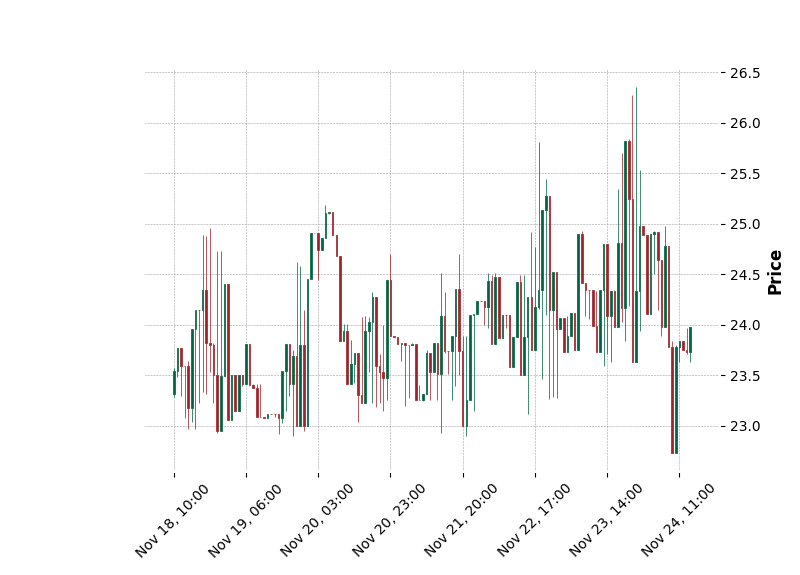 26.5
26.0
25.5
25.0
24.5
24.0
23.5
23.0
Price
Nov 18, 10:00
Nov 19, 06:00
Nov 20, 03:00
Nov 20, 23:00
Nov 21, 20:00
Nov 22, 17:00
Nov 23, 14:00
Nov 24, 11:00